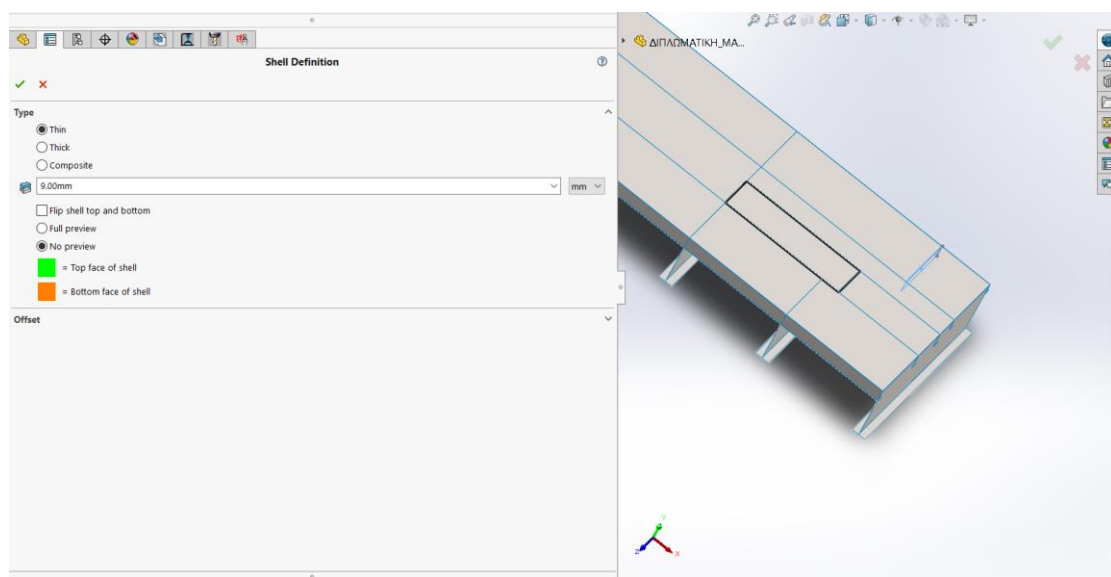 Shell Definition
ΔΙΠΛΩΜΑΤΙΚΗ_ΜΑ...
Type
Thin
Thick
Composite
9.00mm
mm
Flip shell top and bottom
Full preview
No preview
= Top face of shell
= Bottom face of shell
Offset
Y
Z
X